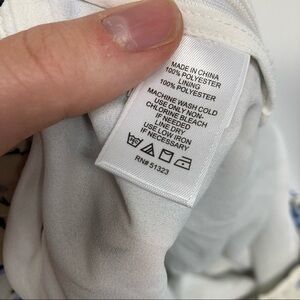 MADE IN CHINA
100% POLYESTER
LINING
100% POLYESTER
MACHINE WASH COLD
USE ONLY NON-
CHLORINE BLEACH
IF NEEDED
LINE DRY
USE LOW IRON
IF NECESSARY
RN# 51323